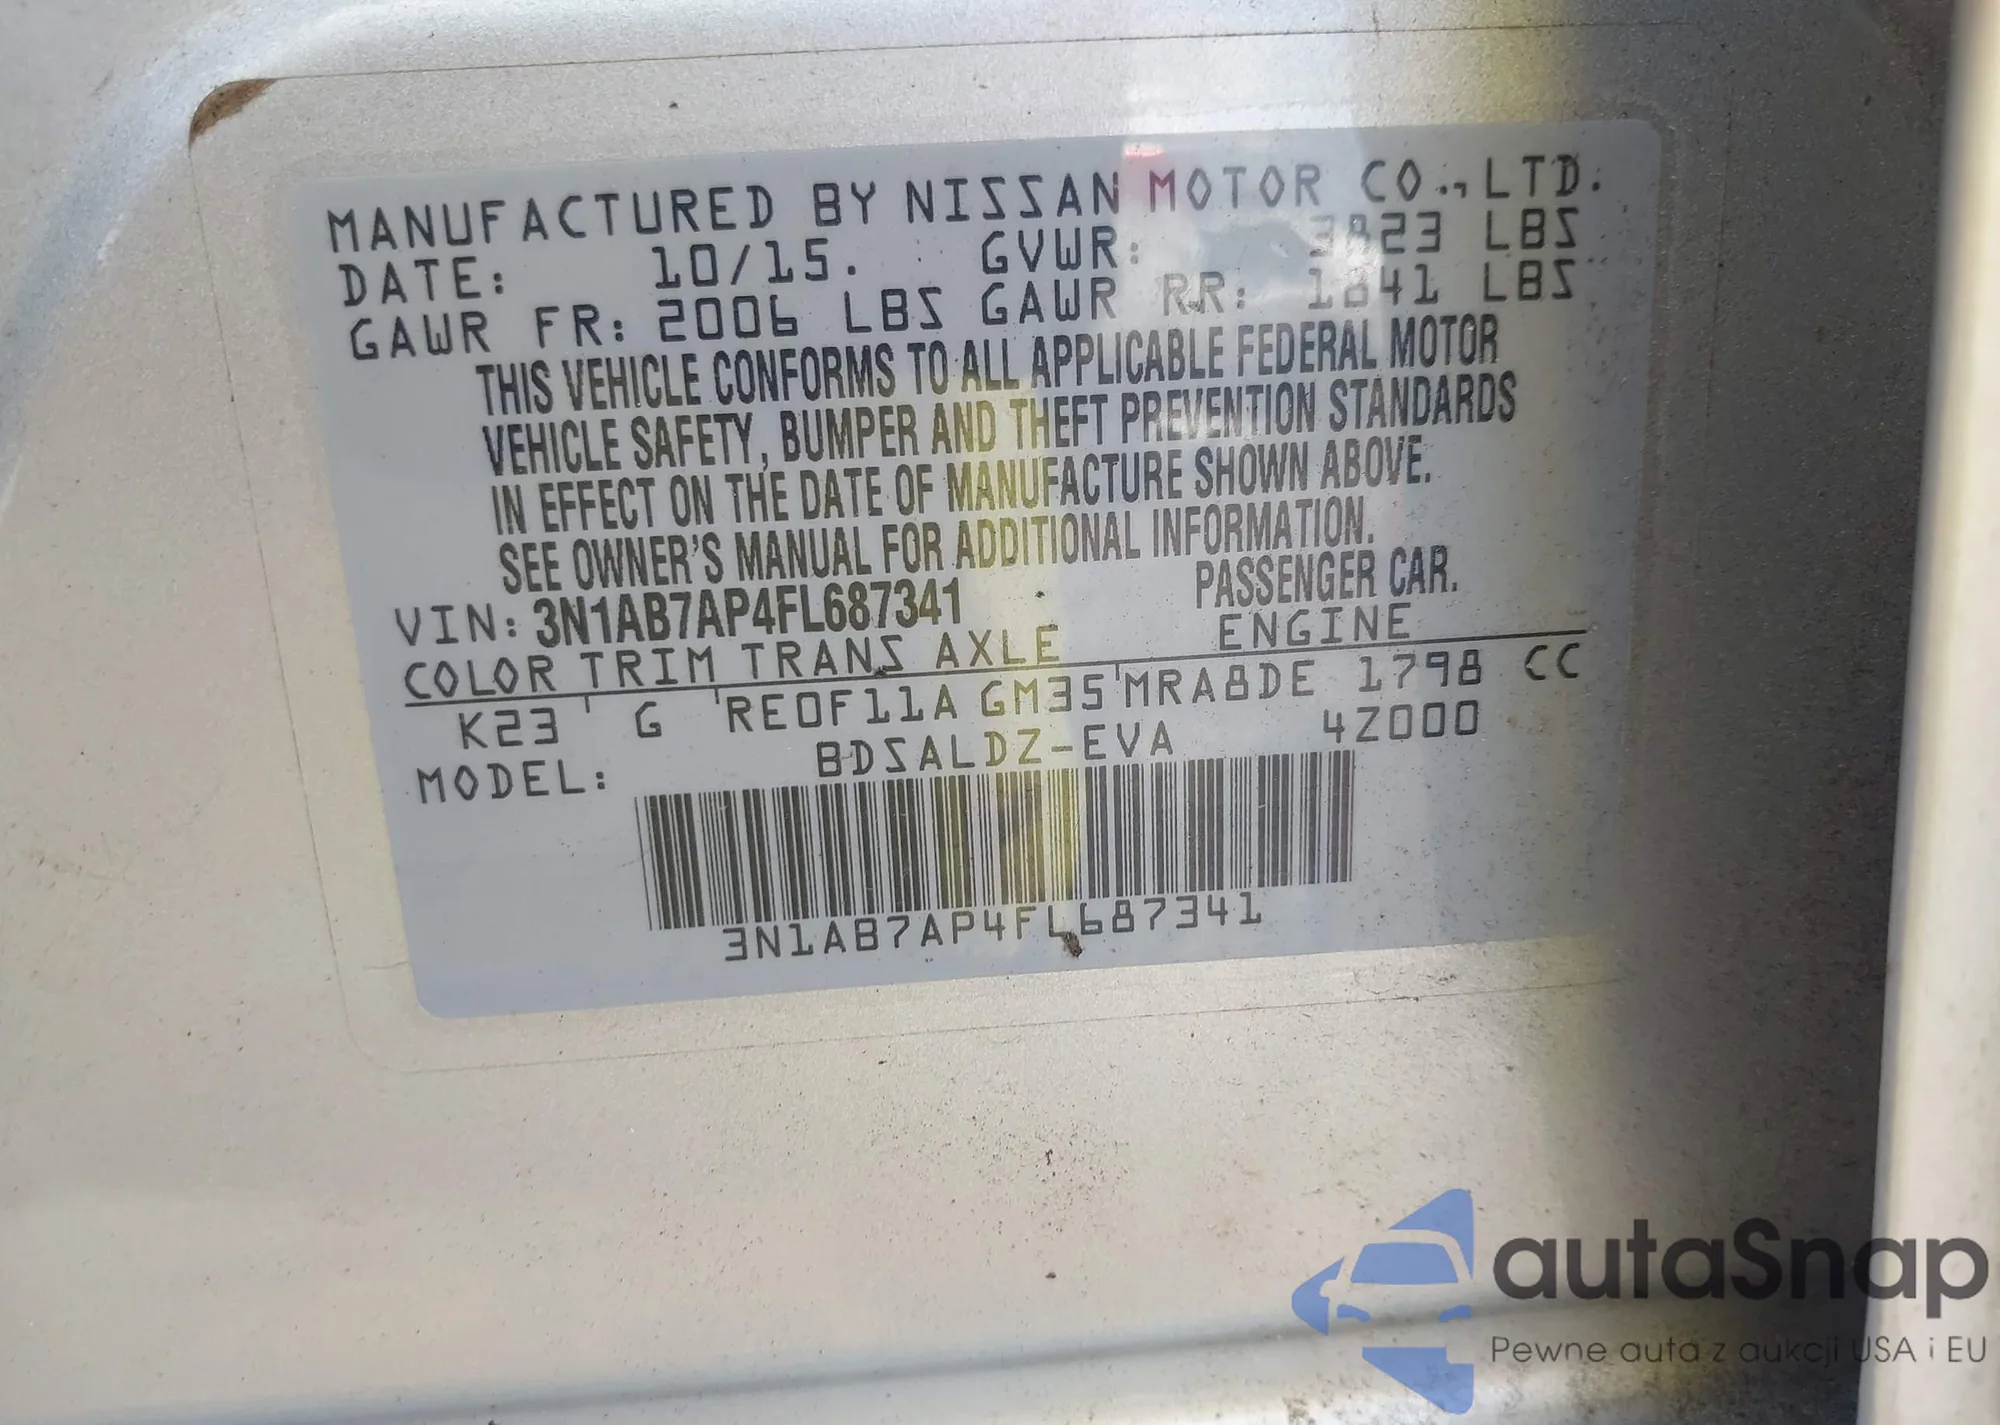 MANUFACTURED BY NISSAN MOTOR CO., LTD.
DATE: 10/15. GVWR: 3823 LBS
GAWR FR: 2006 LBS GAWR RR: 1841 LBS
THIS VEHICLE CONFORMS TO ALL APPLICABLE FEDERAL MOTOR
VEHICLE SAFETY, BUMPER AND THEFT PREVENTION STANDARDS
IN EFFECT ON THE DATE OF MANUFACTURE SHOWN ABOVE.
SEE OWNER'S MANUAL FOR ADDITIONAL INFORMATION.
VIN: 3N1AB7AP4FL687341 PASSENGER CAR.
COLOR TRIM TRANS AXLE ENGINE
K23 G RE0F11A GM35 MRA8DE 1798 CC
MODEL: BDSALDZ-EVA 4Z000
3N1AB7AP4FL687341
autaSnap
Pewne auta z aukcji USA i EU